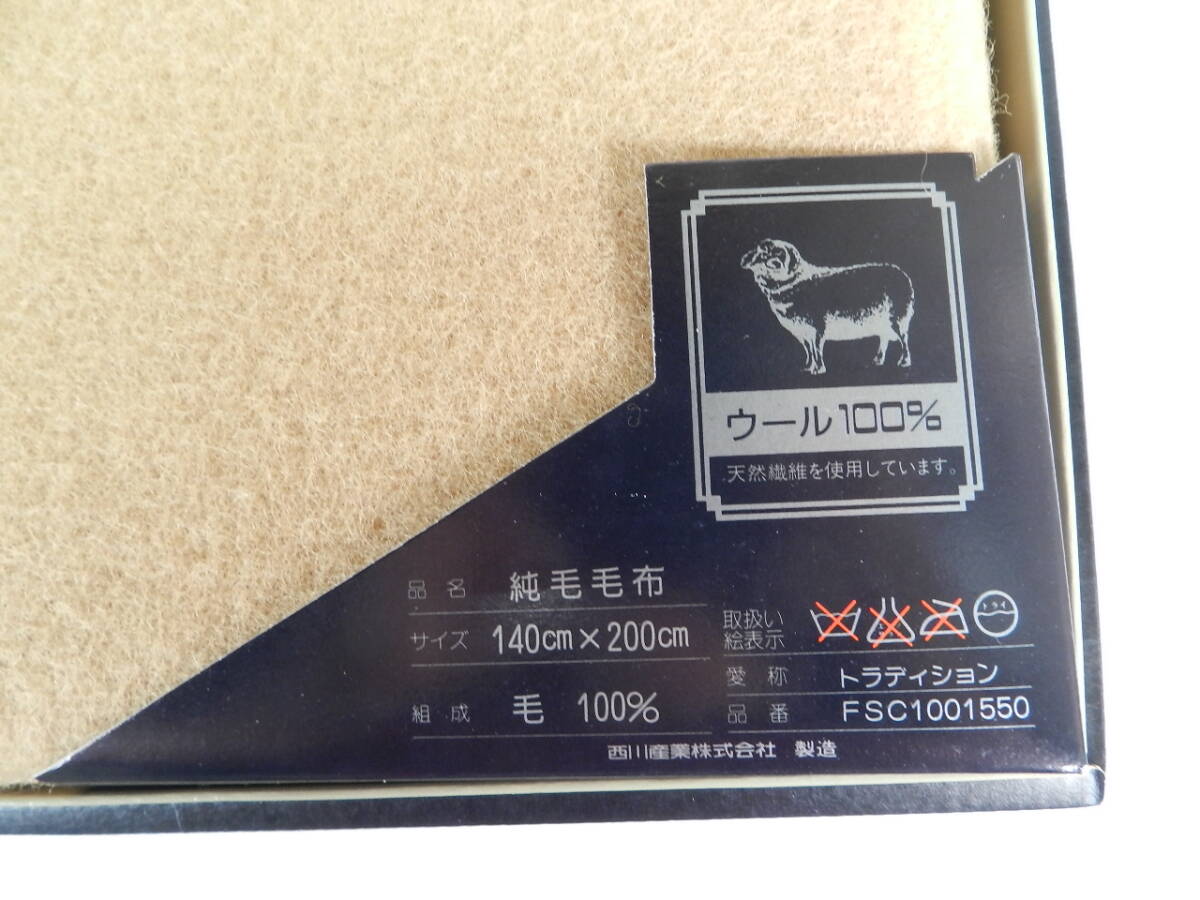 ウール100%
天然繊維を使用しています。
品名 純毛毛布
サイズ 140cm×200cm
組成 毛 100%
取扱い
絵表示
ドライ
愛称 トラディション
品番 FSC1001550
西川産業株式会社 製造